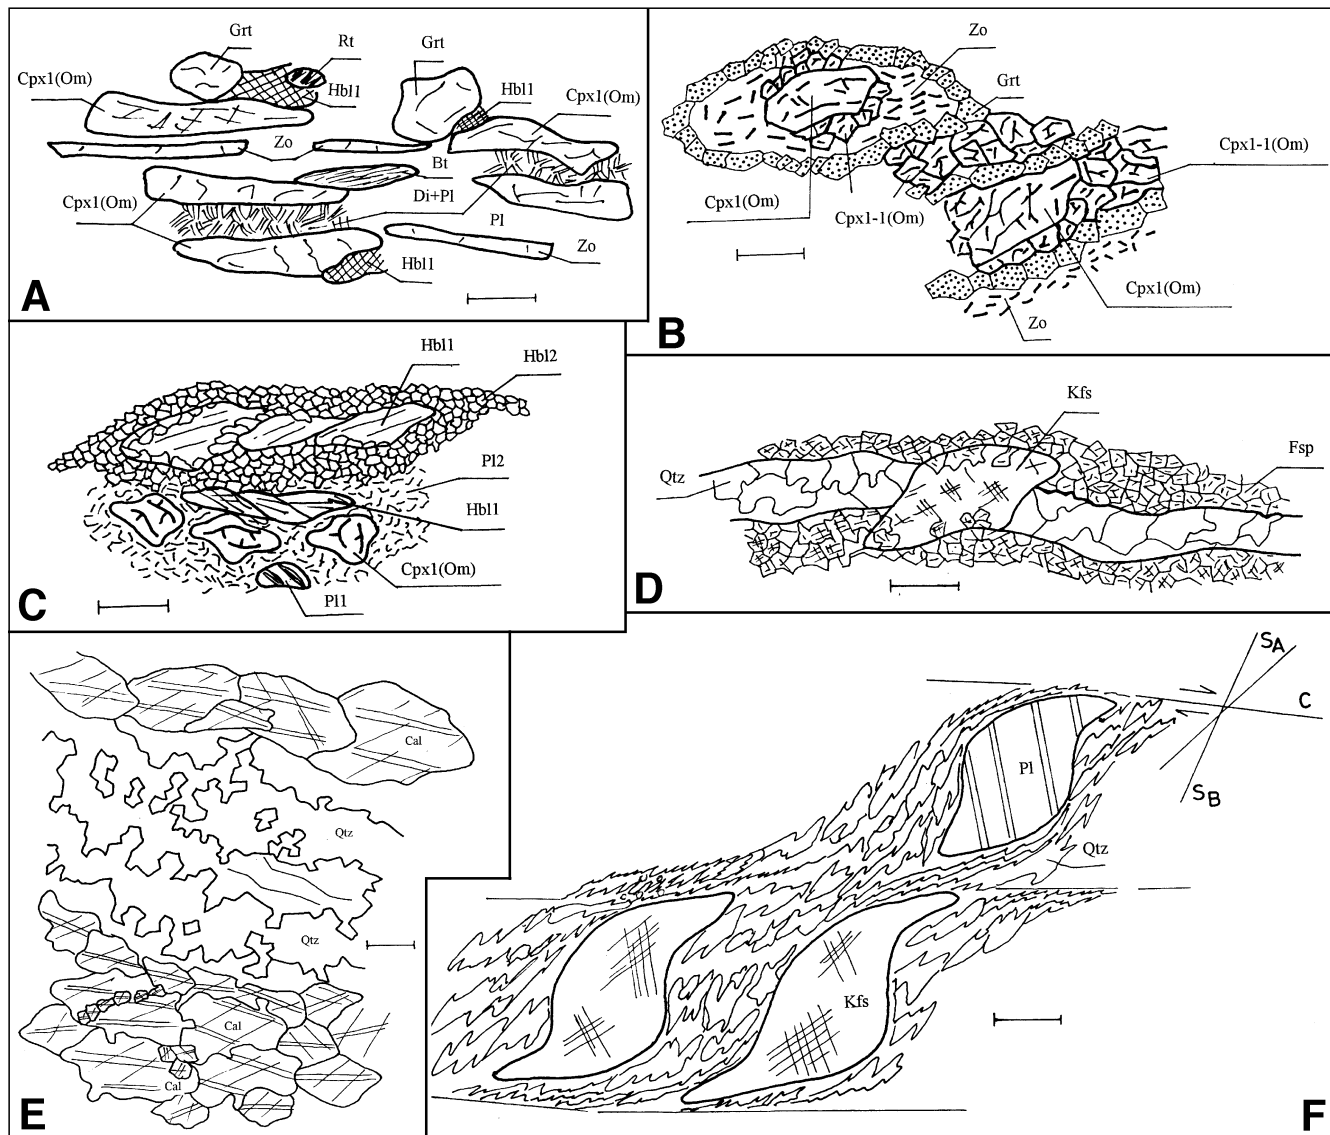 Grt
Rt
Grt
Cpx1(Om)
Hbl1
Hbl1
Cpx1(Om)
Zo
Bt
Cpx1(Om)
Di+Pl
Pl
Zo
Hbl1
A
Zo
Grt
Cpx1-1(Om)
Cpx1(Om)
Cpx1-1(Om)
Cpx1(Om)
Zo
B
Hbl1
Hbl2
Pl2
Hbl1
Cpx1(Om)
Pl1
C
Kfs
Fsp
Qtz
D
Cal
Qtz
Qtz
Cal
Cal
E
SA
C
SB
Pl
Qtz
Kfs
F